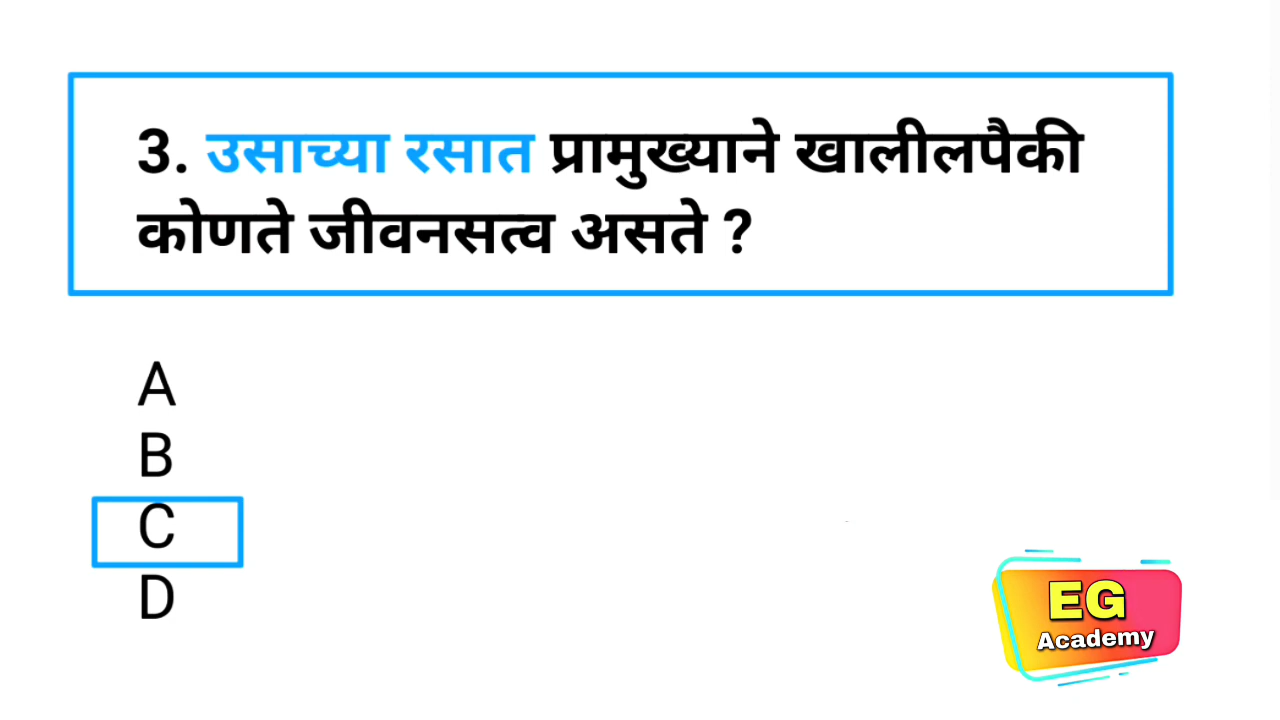 3. उसाच्या रसात प्रामुख्याने खालीलपैकी
कोणते जीवनसत्व असते ?
A
B
C
D
EG
Academy